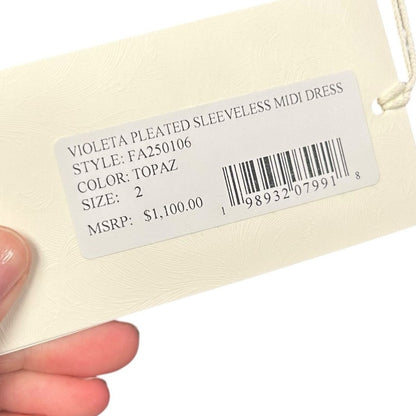 VIOLETA PLEATED SLEEVELESS MIDI DRESS
STYLE: FA250106
COLOR: TOPAZ
SIZE: 2
MSRP: $1,100.00
1 98932 07991 8